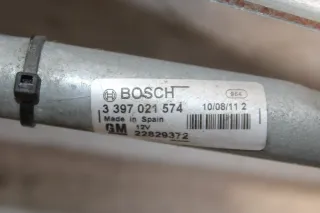 BOSCH
3 397 021 574 10/08/11 2
Made in Spain
GM 12V
22829372